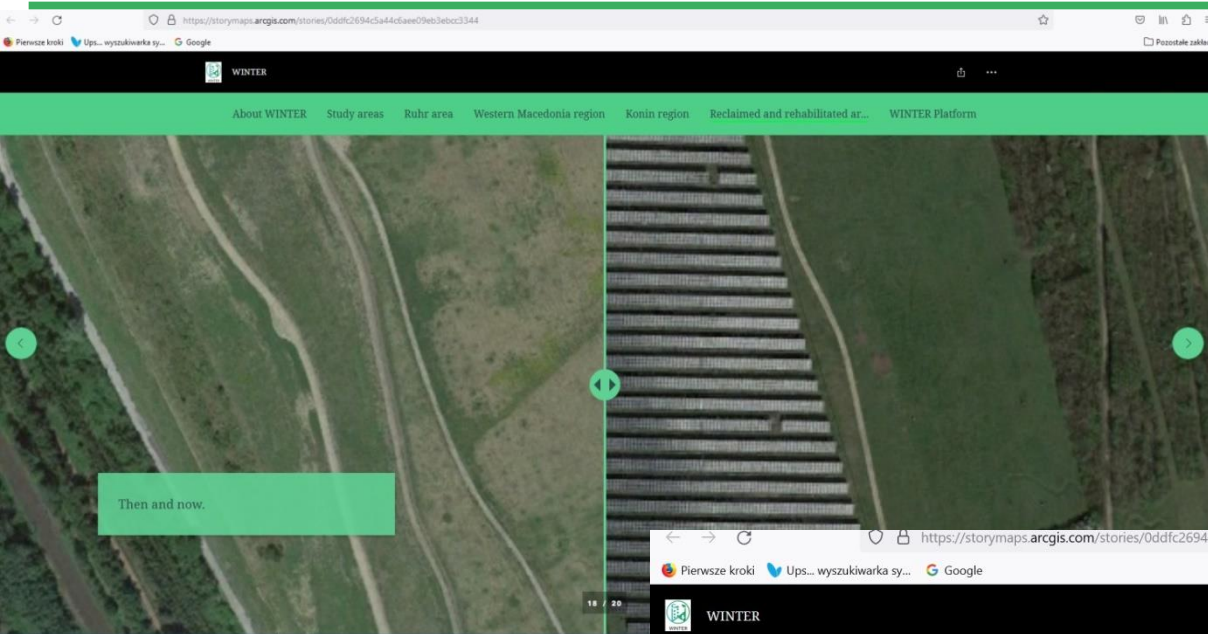 https://storymaps.arcgis.com/stories/0ddfc2694c5a44c6aee09eb3ebcc3344
Pierwsze kroki Ups... wyszukiwarka sy... Google Pozostałe zakła
WINTER
About WINTER Study areas Ruhr area Western Macedonia region Konin region Reclaimed and rehabilitated ar... WINTER Platform
Then and now.
18 / 20
https://storymaps.arcgis.com/stories/0ddfc2694
Pierwsze kroki Ups... wyszukiwarka sy... Google
WINTER
WINTER